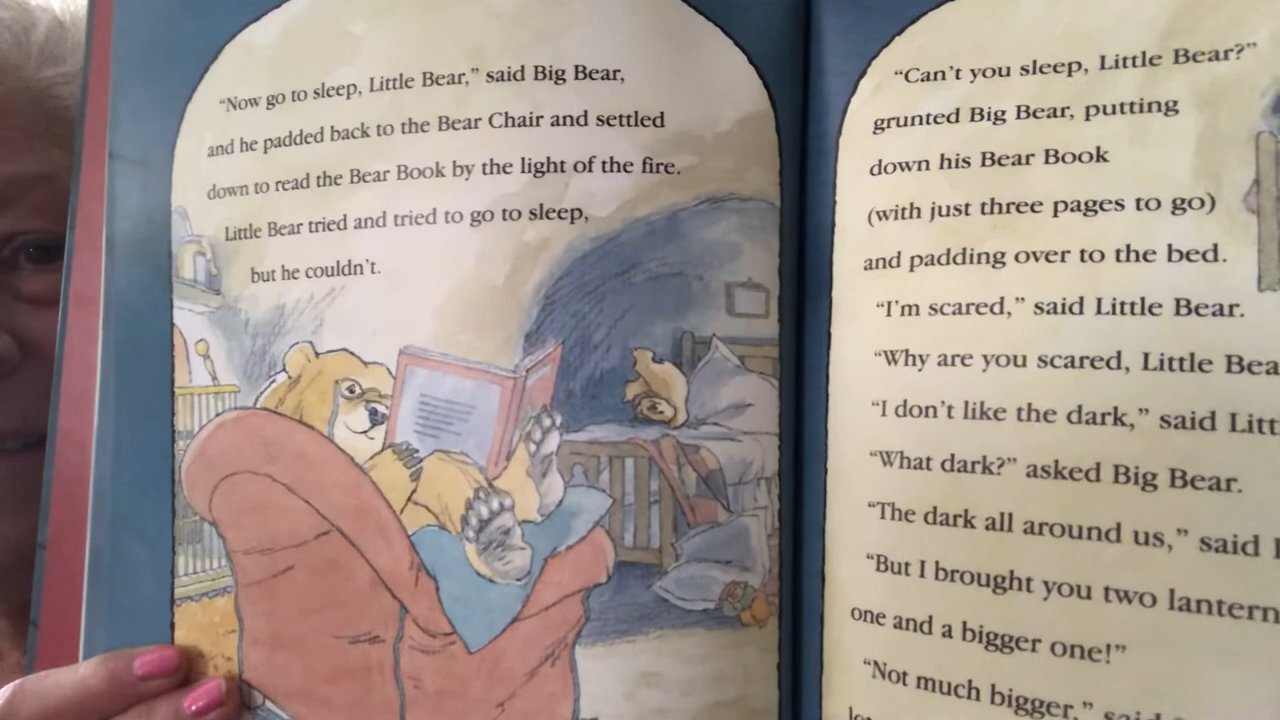 "Now go to sleep, Little Bear," said Big Bear,
and he padded back to the Bear Chair and settled
down to read the Bear Book by the light of the fire.
Little Bear tried and tried to go to sleep,
but he couldn't.
"Can't you sleep, Little Bear?"
grunted Big Bear, putting
down his Bear Book
(with just three pages to go)
and padding over to the bed.
"I'm scared," said Little Bear.
"Why are you scared, Little
"I don't like the dark," said
"What dark?" asked Big Bear.
"The dark all around us," said
"But I brought you two
one and a bigger one!"
"Not much bigger,"